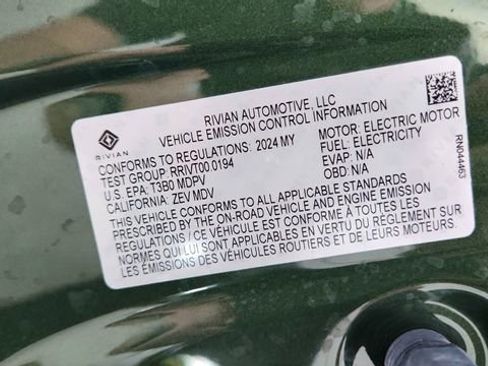 RIVIAN AUTOMOTIVE, LLC
VEHICLE EMISSION CONTROL INFORMATION
RIVIAN
CONFORMS TO REGULATIONS: 2024 MY
TEST GROUP: RRIVT00.0194
U.S. EPA: T3B0 MDPV
CALIFORNIA: ZEV MDV
MOTOR: ELECTRIC MOTOR
FUEL: ELECTRICITY
EVAP: N/A
OBD: N/A
THIS VEHICLE CONFORMS TO ALL APPLICABLE STANDARDS
PRESCRIBED BY THE ON-ROAD VEHICLE AND ENGINE EMISSION
REGULATIONS / CE VÉHICULE EST CONFORME À TOUTES LES
NORMES QUI LUI SONT APPLICABLES EN VERTU DU RÈGLEMENT SUR
LES ÉMISSIONS DES VÉHICULES ROUTIERS ET DE LEURS MOTEURS.
RN044463